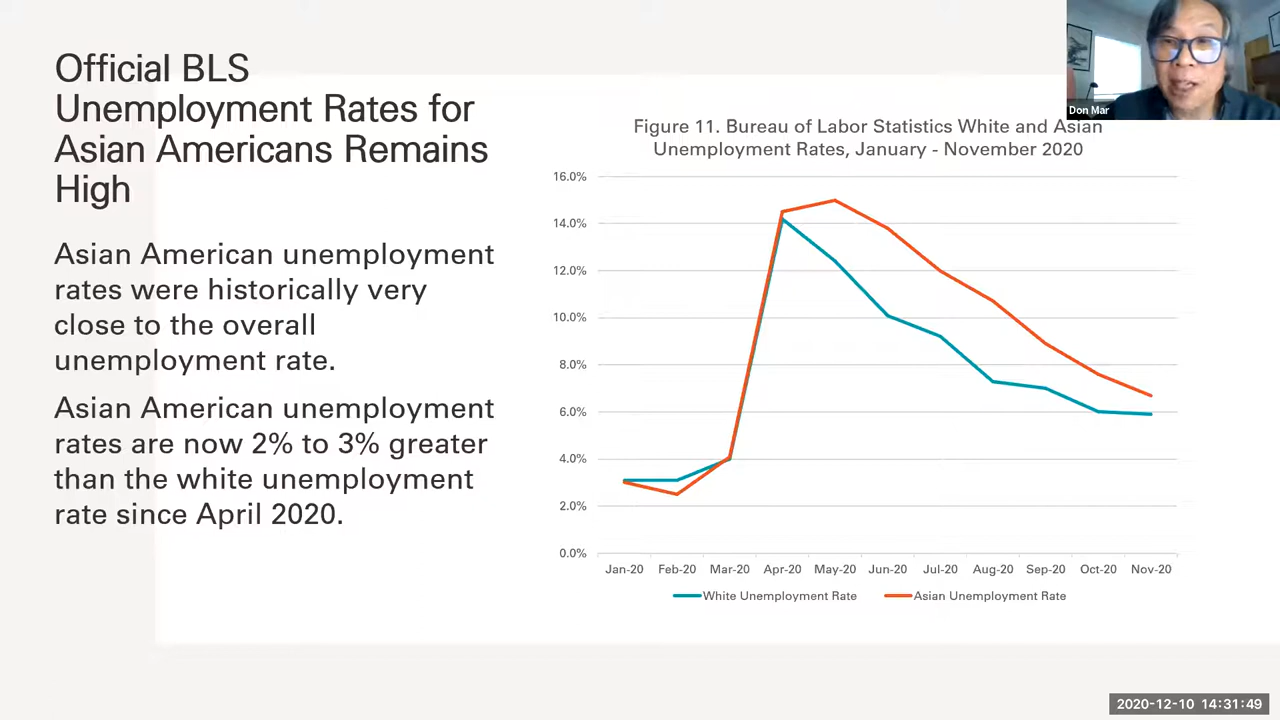 Official BLS
Unemployment Rates for
Asian Americans Remains
High
Asian American unemployment
rates were historically very
close to the overall
unemployment rate.
Asian American unemployment
rates are now 2% to 3% greater
than the white unemployment
rate since April 2020.
Don Mar
Figure 11. Bureau of Labor Statistics White and Asian
Unemployment Rates, January - November 2020
16.0%
14.0%
12.0%
10.0%
8.0%
6.0%
4.0%
2.0%
0.0%
Jan-20 Feb-20 Mar-20 Apr-20 May-20 Jun-20 Jul-20 Aug-20 Sep-20 Oct-20 Nov-20
White Unemployment Rate Asian Unemployment Rate
2020-12-10 14:31:49